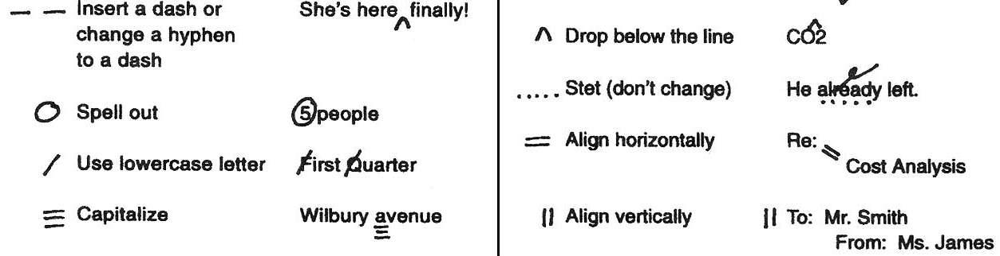 — — Insert a dash or She's here finally!
change a hyphen
to a dash
Spell out 5 people
/ Use lowercase letter First Quarter
Capitalize Wilbury avenue
Drop below the line CO2
..... Stet (don't change) He already left.
= Align horizontally Re:
Cost Analysis
|| Align vertically || To: Mr. Smith
From: Ms. James